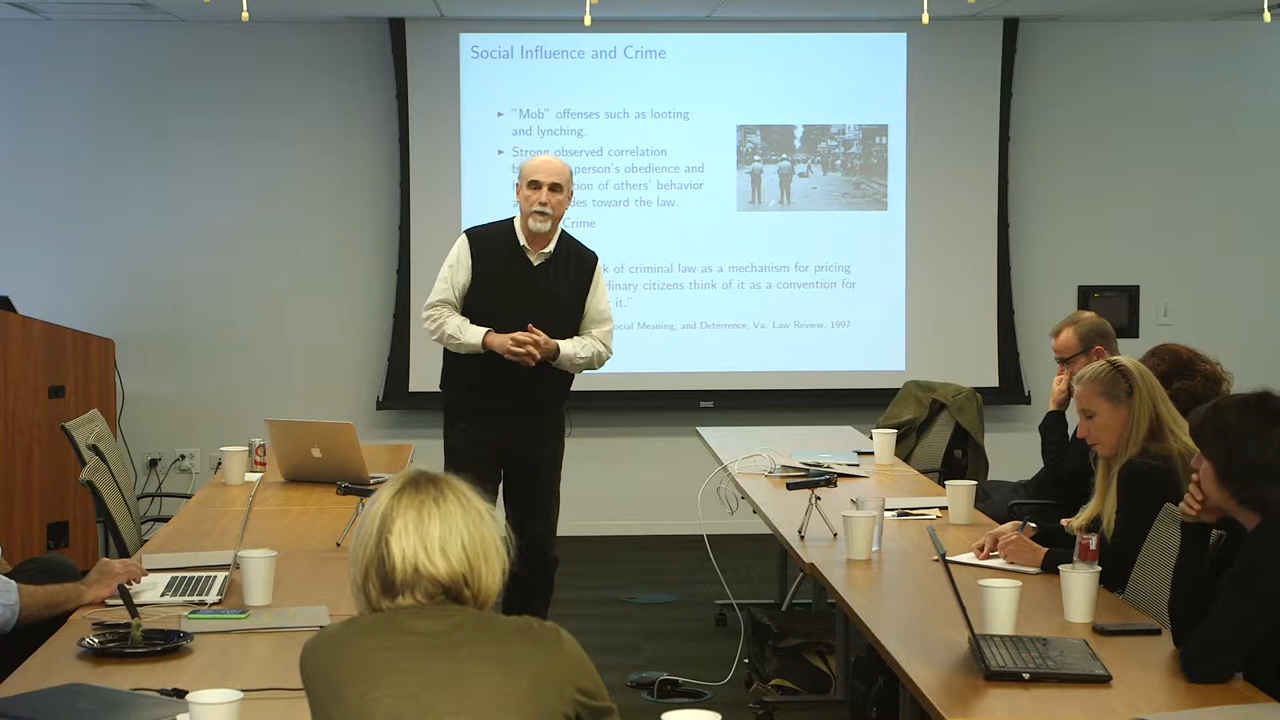 Social Influence and Crime
► "Mob" offenses such as looting
and lynching.
► Strong observed correlation
person's obedience and
of others' behavior
toward the law.
Crime
of criminal law as a mechanism for pricing
citizens think of it as a convention for
it."
Meaning, and Deterrence, Va. Law Review, 1997